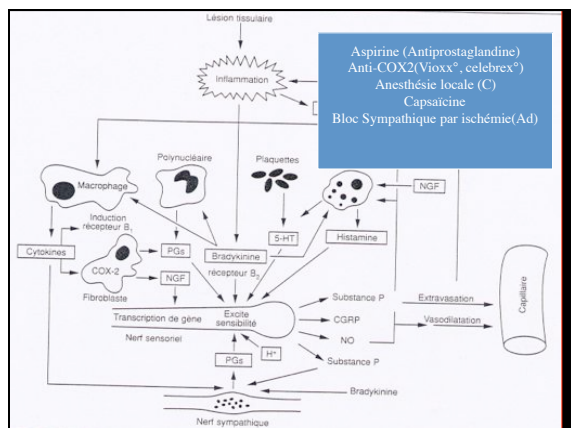 Lésion tissulaire
Aspirine (Antiprostaglandine)
Anti-COX2(Vioxx°, celebrex°)
Anesthésie locale (C)
Capsaïcine
Bloc Sympathique par ischémie(Ad)
Inflammation
Polynucléaire
Plaquettes
Macrophage
NGF
Induction
récepteur B₁
Cytokines
PGs
Bradykinine
5-HT
Histamine
COX-2
récepteur B₂
NGF
Fibroblaste
Substance P
Extravasation
Capillaire
Transcription de gène
Excite
sensibilité
CGRP
Vasodilatation
Nerf sensoriel
NO
H⁺
PGs
Substance P
Bradykinine
Nerf sympathique